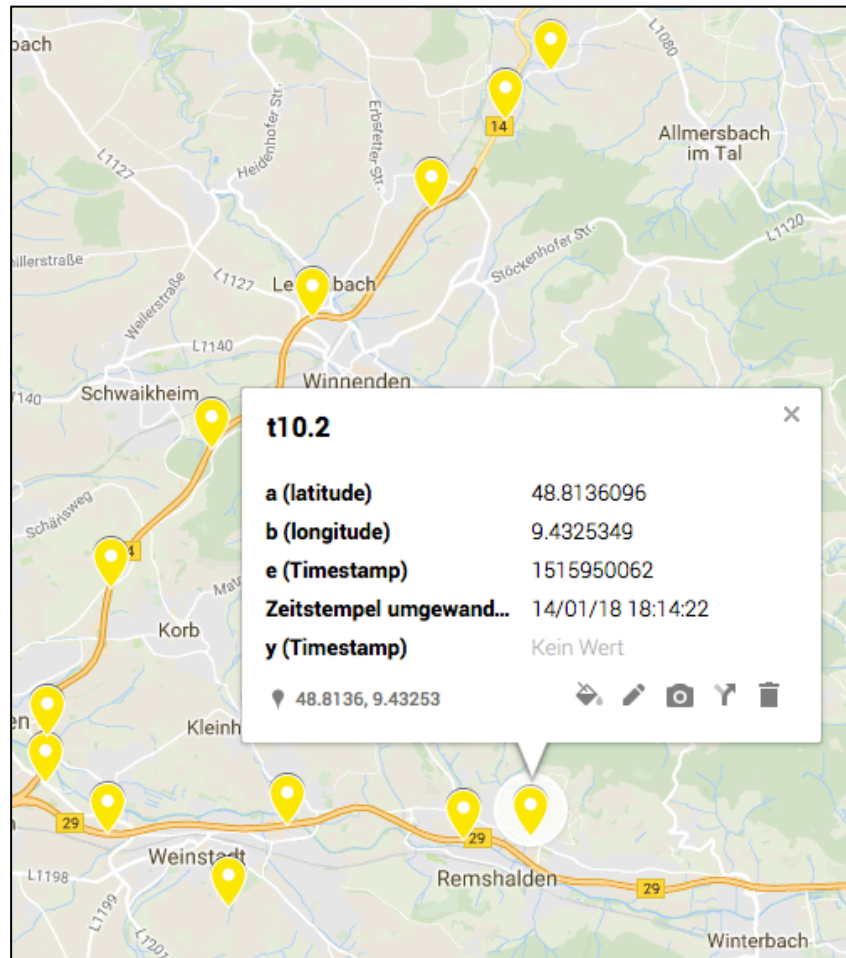 bach
L1080
14
Allmersbach
im Tal
Erbstetter Str.
Heidenhofer Str.
L1127
L1120
Stöckenhofer Str.
illerstraße
L1127
Le bach
Weilerstraße
L1140
Winnenden
Schwaikheim
140
t10.2
×
a (latitude) 48.8136096
b (longitude) 9.4325349
e (Timestamp) 1515950062
Zeitstempel umgewand... 14/01/18 18:14:22
y (Timestamp) Kein Wert
48.8136, 9.43253
4
Korb
en
Kleinh
29
29
Weinstadt
L1198
Remshalden
29
L1199
L1201
Winterbach